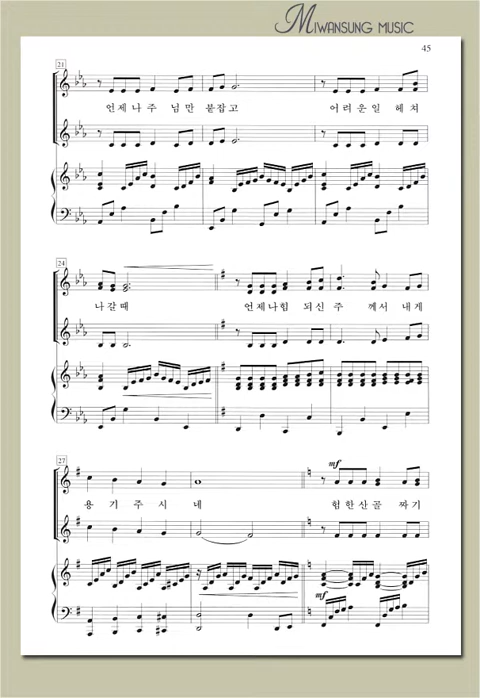 MIWANSUNG MUSIC
45
21
언제나주 님만 붙잡고 어려운일 헤쳐
24
나갈때 언제나힘 되신주 께서 내게
27
mf
용 기 주 시 네 험한산골 짜기
mf